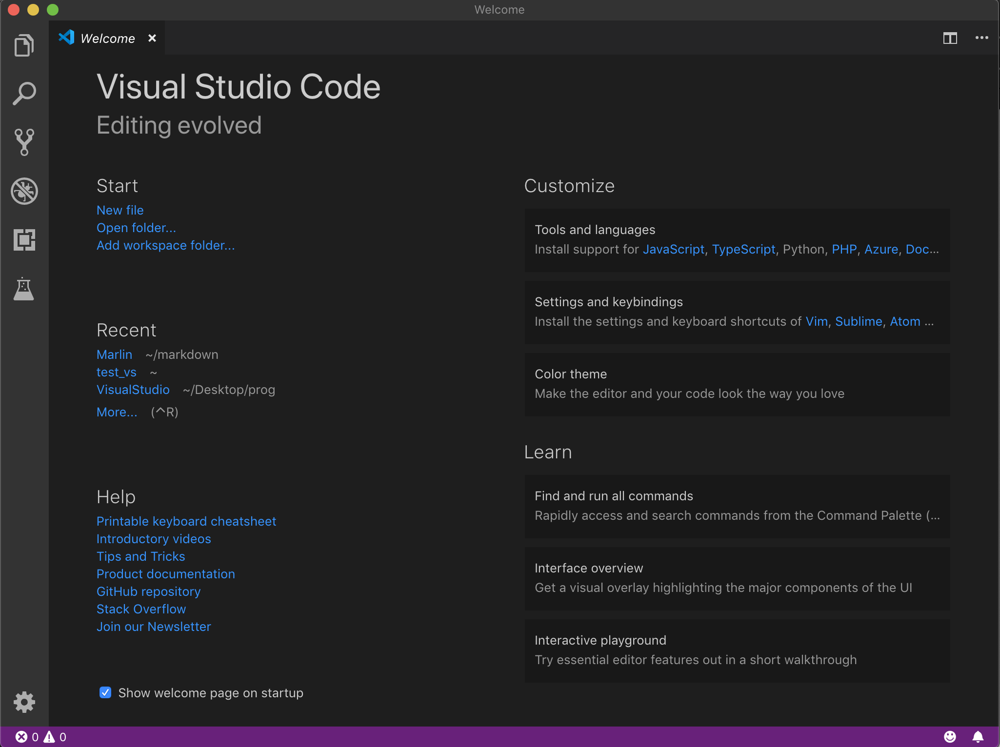 Welcome
Welcome
Visual Studio Code
Editing evolved
Start
New file
Open folder...
Add workspace folder...
Recent
Marlin ~/markdown
test_vs ~
VisualStudio ~/Desktop/prog
More... (^R)
Help
Printable keyboard cheatsheet
Introductory videos
Tips and Tricks
Product documentation
GitHub repository
Stack Overflow
Join our Newsletter
Show welcome page on startup
Customize
Tools and languages
Install support for JavaScript, TypeScript, Python, PHP, Azure, Doc...
Settings and keybindings
Install the settings and keyboard shortcuts of Vim, Sublime, Atom ...
Color theme
Make the editor and your code look the way you love
Learn
Find and run all commands
Rapidly access and search commands from the Command Palette (...
Interface overview
Get a visual overlay highlighting the major components of the UI
Interactive playground
Try essential editor features out in a short walkthrough
0 0